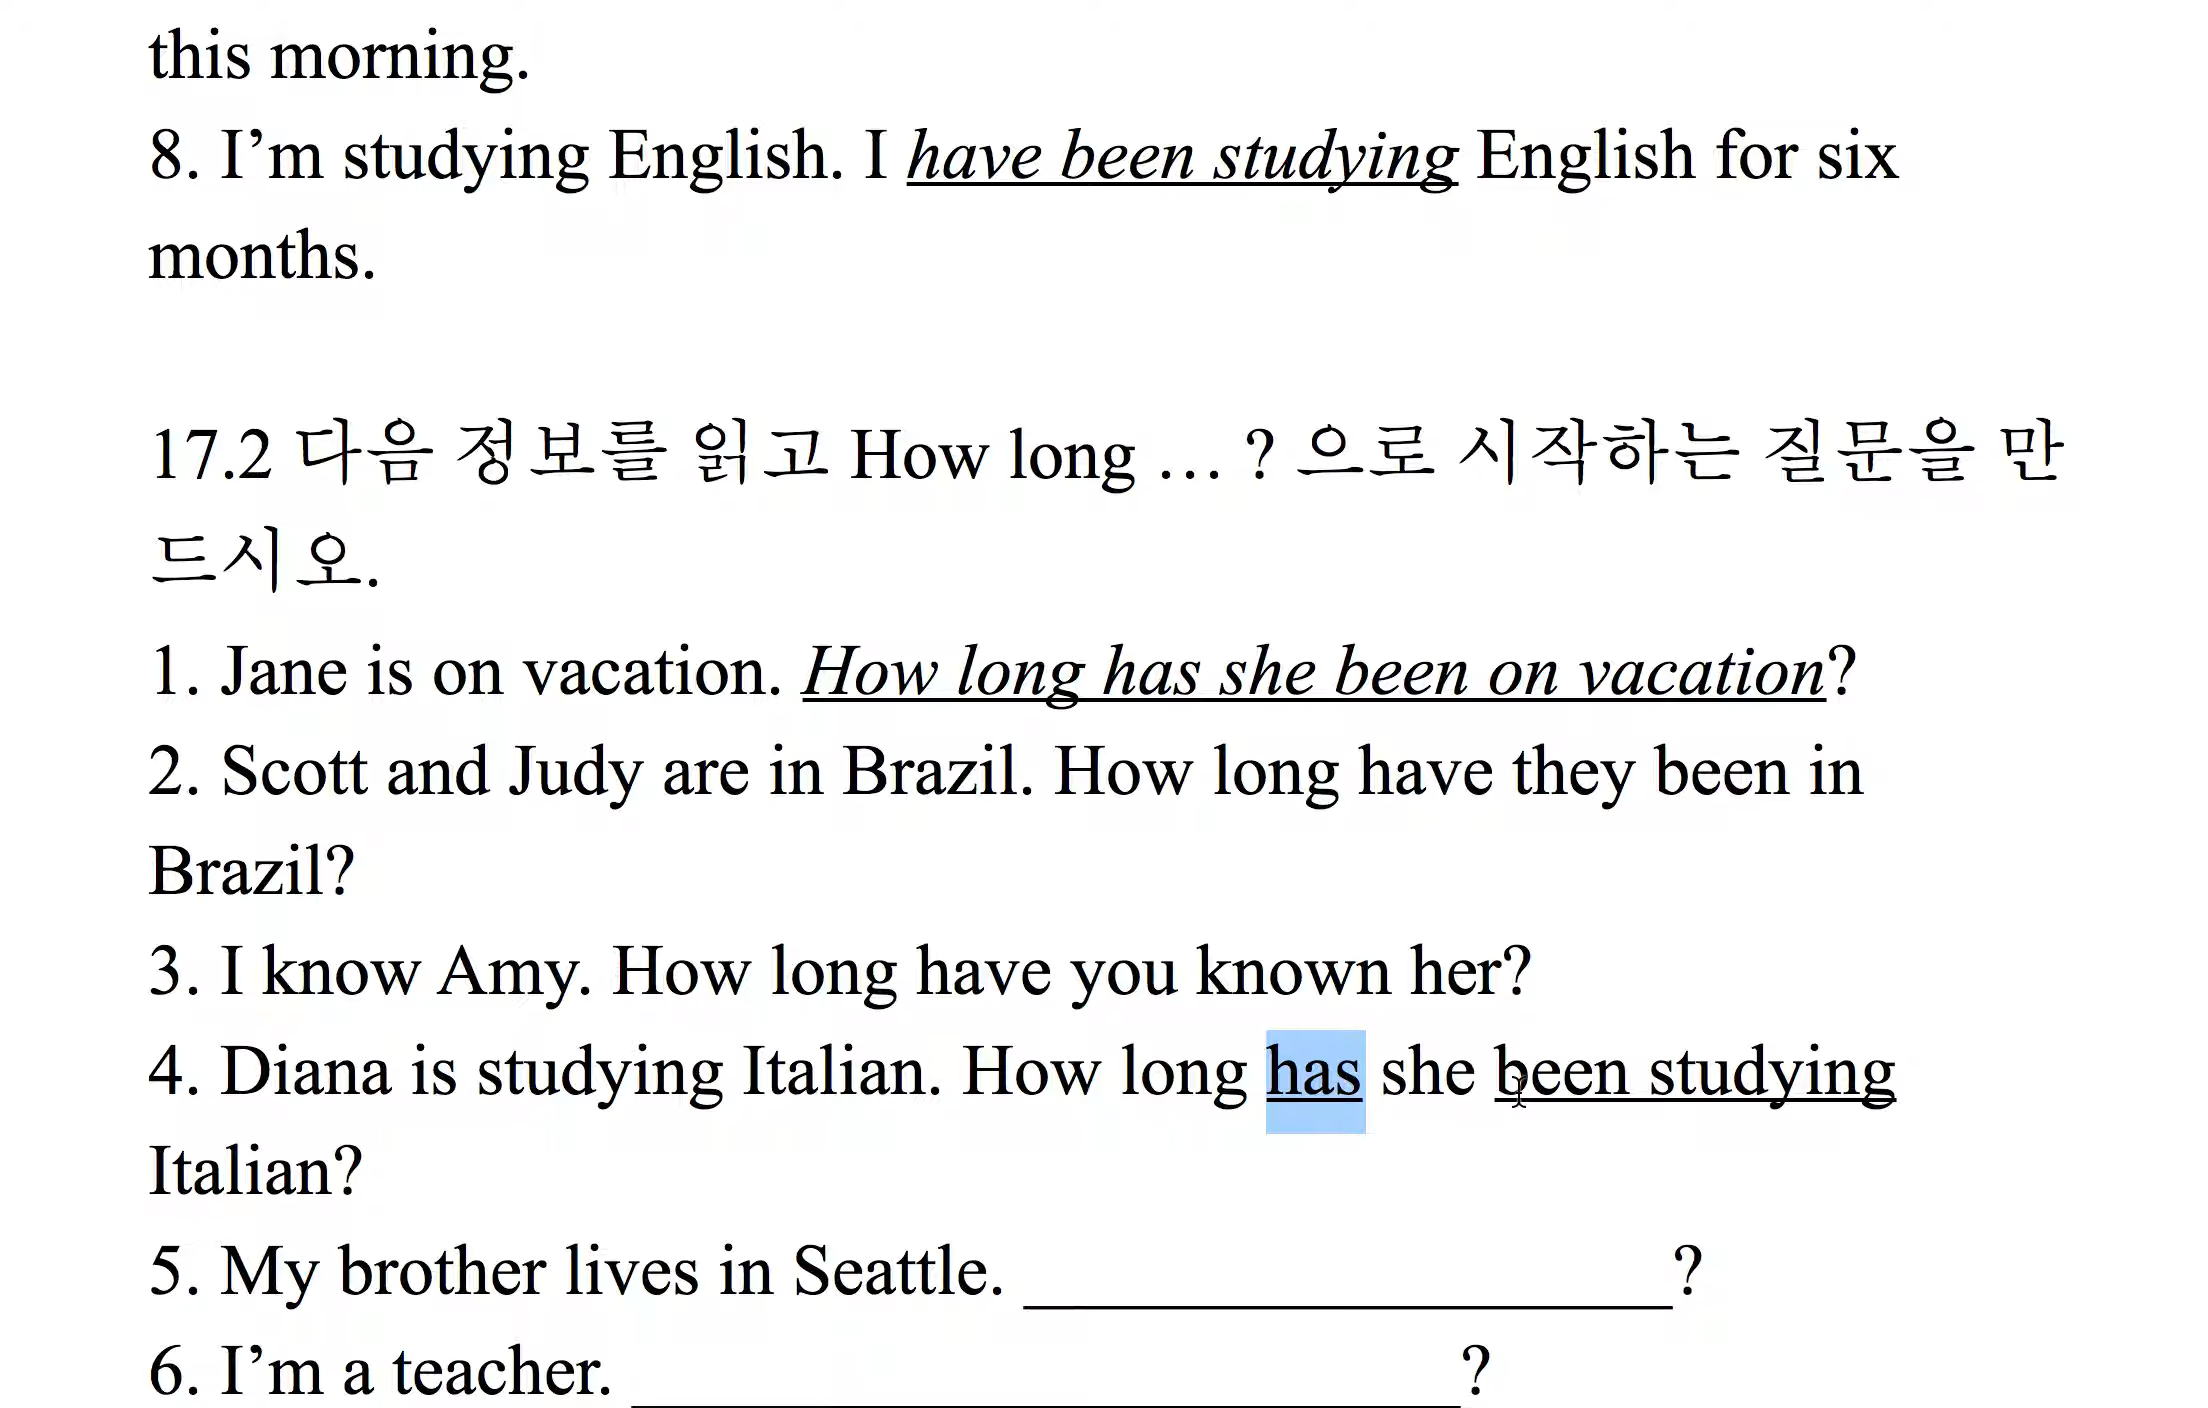 this morning.
8. I’m studying English. I have been studying English for six
months.
17.2 다음 정보를 읽고 How long … ? 으로 시작하는 질문을 만
드시오.
1. Jane is on vacation. How long has she been on vacation?
2. Scott and Judy are in Brazil. How long have they been in
Brazil?
3. I know Amy. How long have you known her?
4. Diana is studying Italian. How long has she been studying
Italian?
5. My brother lives in Seattle. ____________________?
6. I’m a teacher. __________________________?